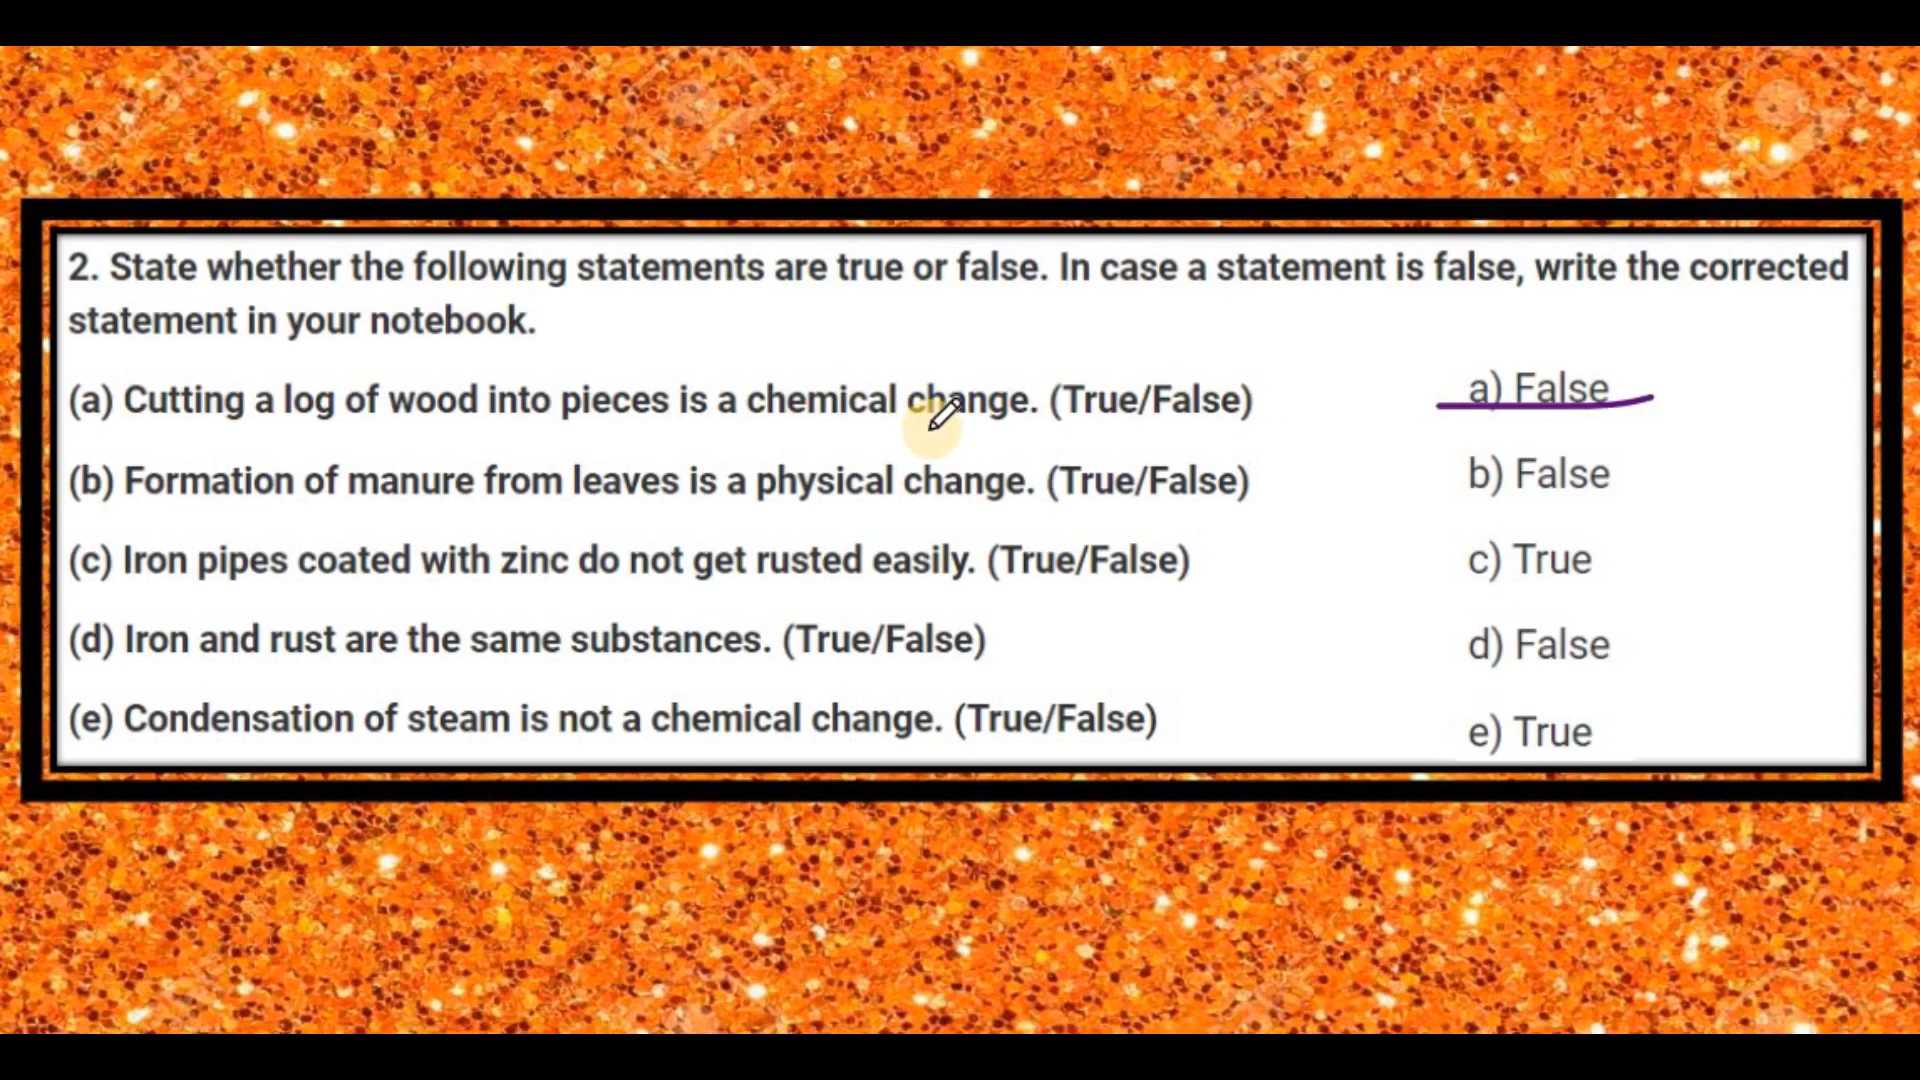 2. State whether the following statements are true or false. In case a statement is false, write the corrected
statement in your notebook.
(a) Cutting a log of wood into pieces is a chemical change. (True/False)
a) False
(b) Formation of manure from leaves is a physical change. (True/False)
b) False
(c) Iron pipes coated with zinc do not get rusted easily. (True/False)
c) True
(d) Iron and rust are the same substances. (True/False)
d) False
(e) Condensation of steam is not a chemical change. (True/False)
e) True